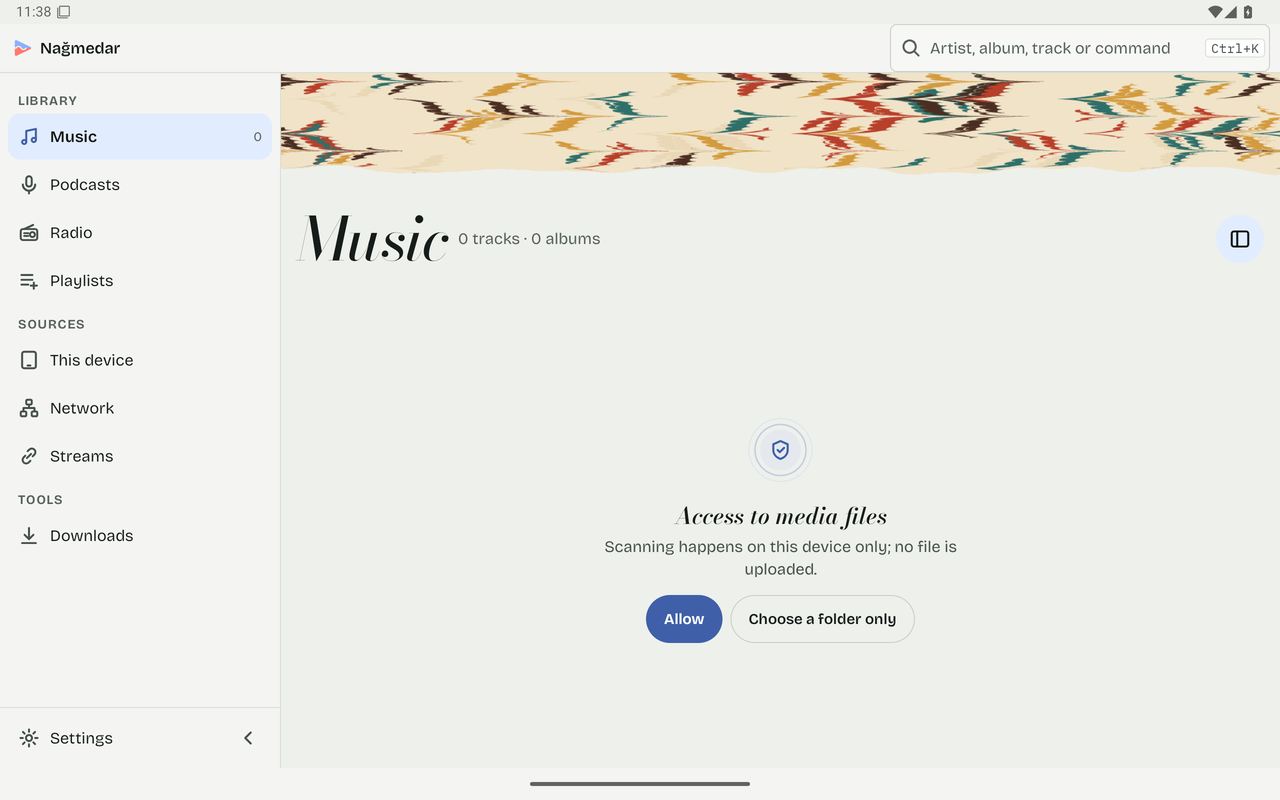 11:38
Nağmedar
Artist, album, track or command
Ctrl+K
LIBRARY
Music
0
Podcasts
Radio
Playlists
SOURCES
This device
Network
Streams
TOOLS
Downloads
Settings
Music
0 tracks · 0 albums
Access to media files
Scanning happens on this device only; no file is
uploaded.
Allow
Choose a folder only